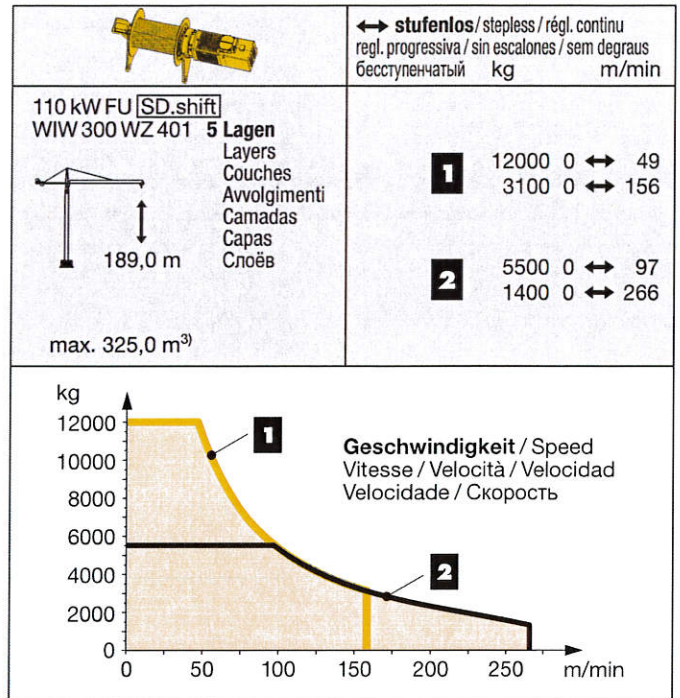 ↔ stufenlos / stepless / régl. continu
regl. progressiva / sin escalones / sem degraus
бесступенчатый kg m/min
110 kW FU SD.shift
WIW 300 WZ 401 5 Lagen
Layers
Couches
Avvolgimenti
Camadas
Capas
Слоёв
189,0 m
max. 325,0 m³⁾
1 12000 0 ↔ 49
3100 0 ↔ 156
2 5500 0 ↔ 97
1400 0 ↔ 266
kg
12000
10000
8000
6000
4000
2000
0
1
Geschwindigkeit / Speed
Vitesse / Velocità / Velocidad
Velocidade / Скорость
2
0 50 100 150 200 250 m/min